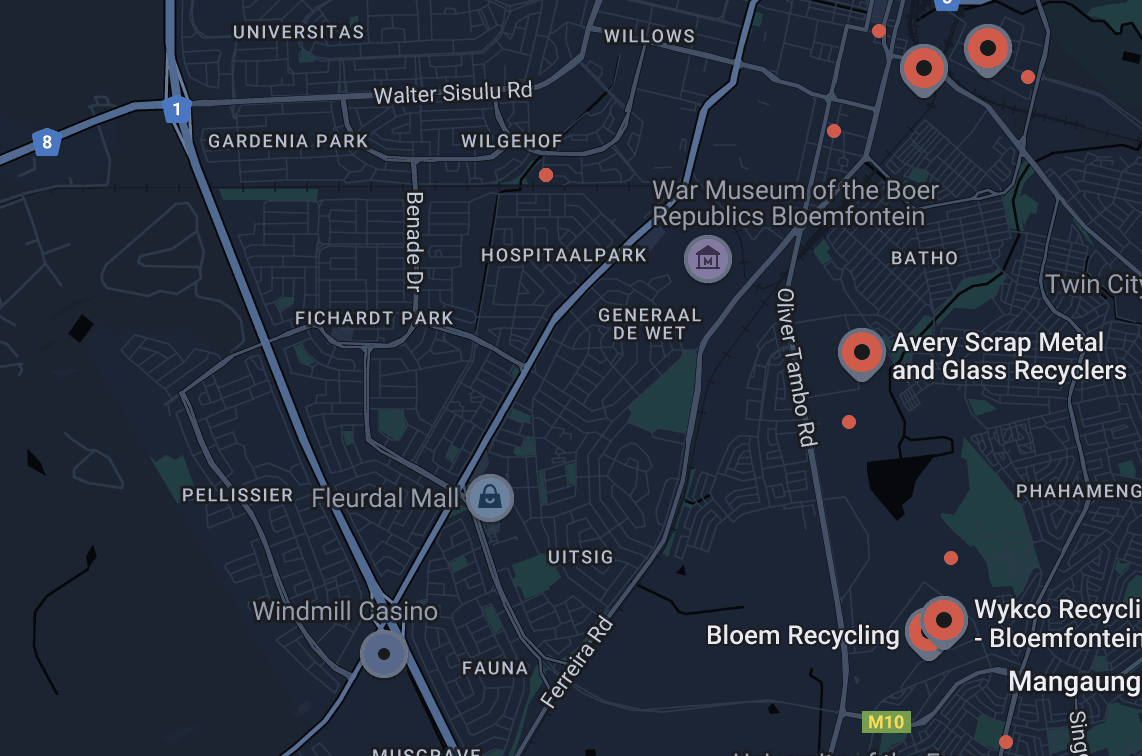 8
UNIVERSITAS
WILLOWS
Walter Sisulu Rd
1
8
GARDENIA PARK
WILGEHOF
Benade Dr
War Museum of the Boer
Republics Bloemfontein
M
HOSPITAALPARK
BATHO
Twin City
FICHARDT PARK
GENERAAL
DE WET
Oliver Tambo Rd
Avery Scrap Metal
and Glass Recyclers
PELLISSIER
Fleurdal Mall
PHAHAMENG
UITSIG
Windmill Casino
Ferreira Rd
Bloem Recycling
Wykco Recycli
- Bloemfontein
FAUNA
Mangaung
M10
Sing
MUSGRAVE